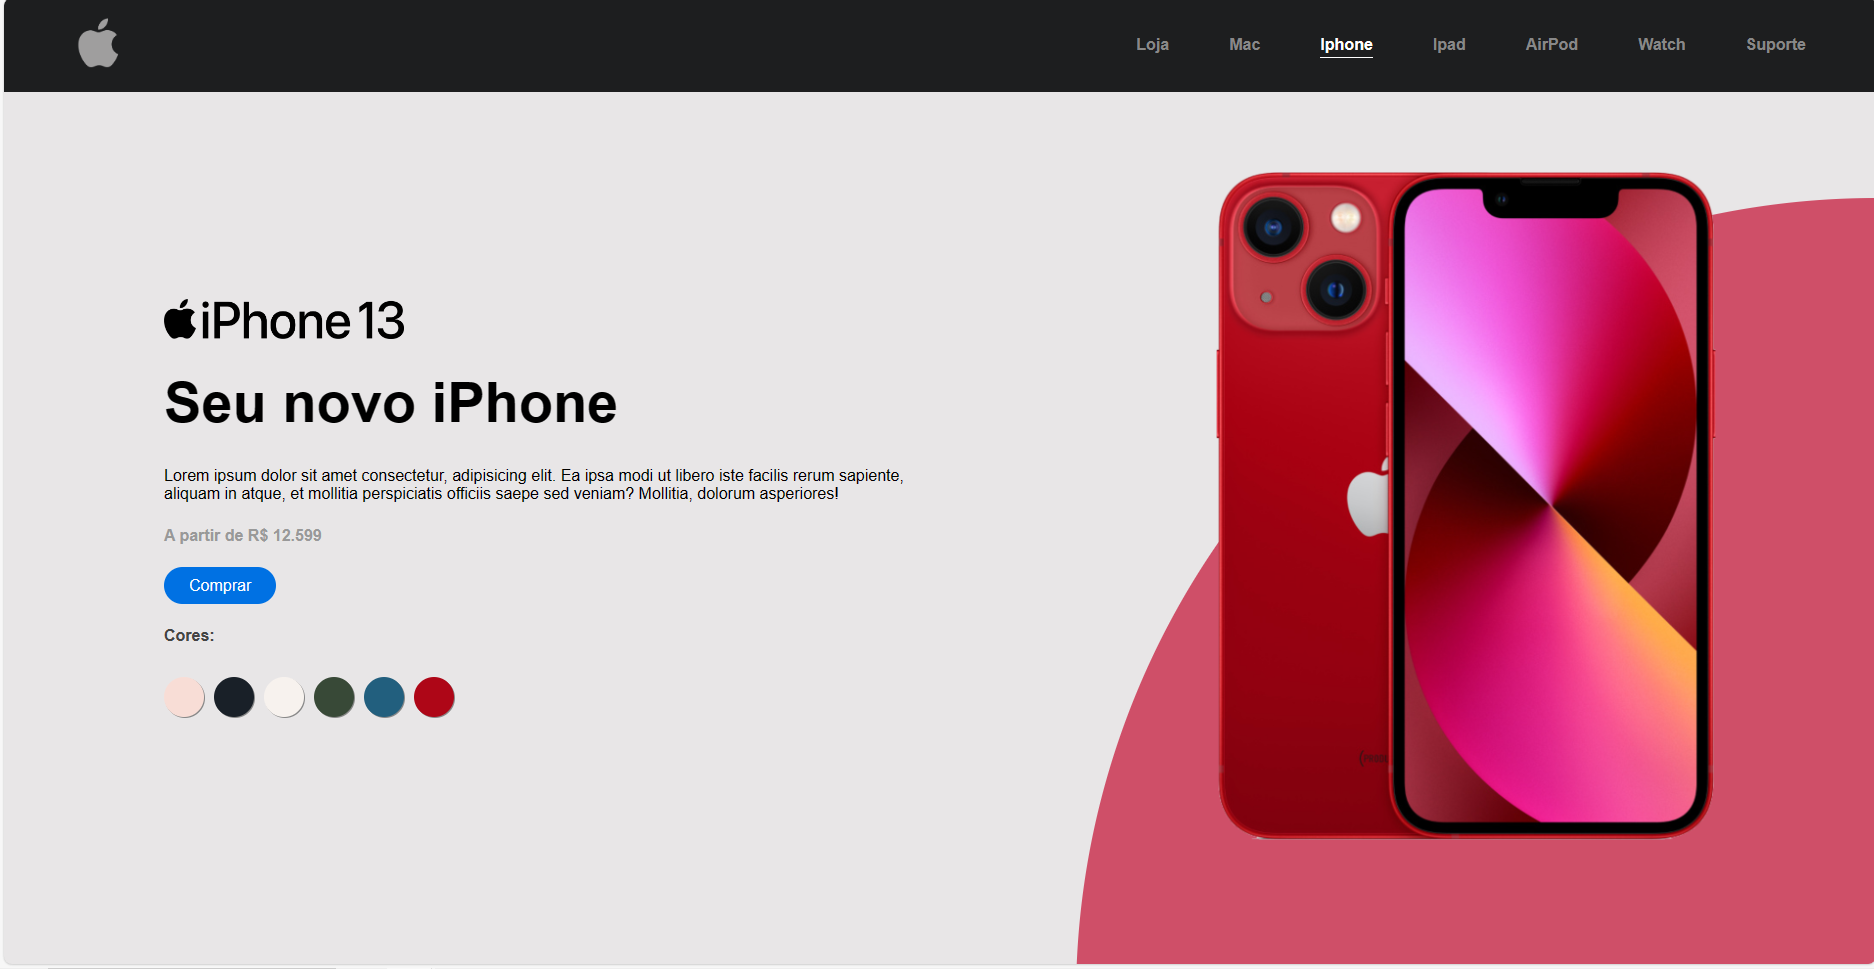 Loja Mac Iphone Ipad AirPod Watch Suporte
iPhone 13
Seu novo iPhone
Lorem ipsum dolor sit amet consectetur, adipisicing elit. Ea ipsa modi ut libero iste facilis rerum sapiente,
aliquam in atque, et mollitia perspiciatis officiis saepe sed veniam? Mollitia, dolorum asperiores!
A partir de R$ 12.599
Comprar
Cores: